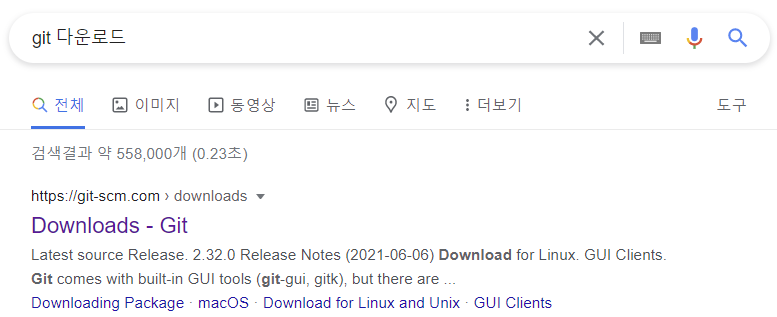 git 다운로드
전체 이미지 동영상 뉴스 지도 더보기 도구
검색결과 약 558,000개 (0.23초)
https://git-scm.com › downloads
Downloads - Git
Latest source Release. 2.32.0 Release Notes (2021-06-06) Download for Linux. GUI Clients.
Git comes with built-in GUI tools (git-gui, gitk), but there are ...
Downloading Package · macOS · Download for Linux and Unix · GUI Clients